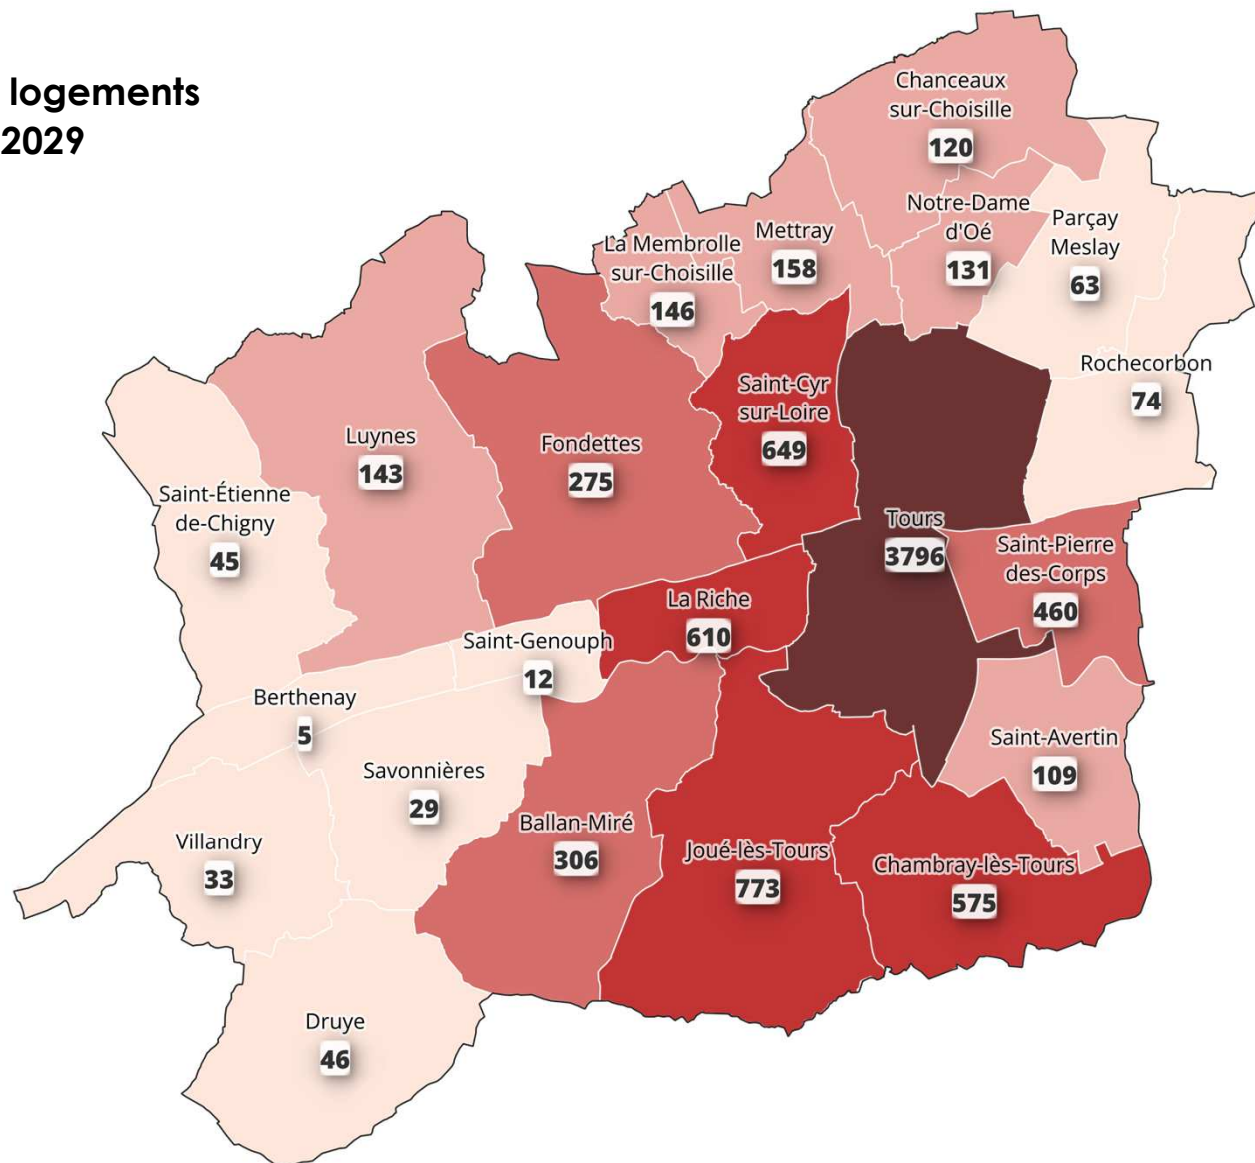 logements
2029
Chanceaux
sur-Choisille
120
Notre-Dame
d'Oé
131
Parçay
Meslay
63
La Membrolle
sur-Choisille
146
Mettray
158
Rochecorbon
74
Saint-Cyr
sur-Loire
649
Luynes
143
Fondettes
275
Saint-Étienne
de-Chigny
45
Tours
3796
Saint-Pierre
des-Corps
460
La Riche
610
Saint-Genouph
12
Berthenay
5
Savonnières
29
Saint-Avertin
109
Villandry
33
Ballan-Miré
306
Joué-lès-Tours
773
Chambray-lès-Tours
575
Druye
46